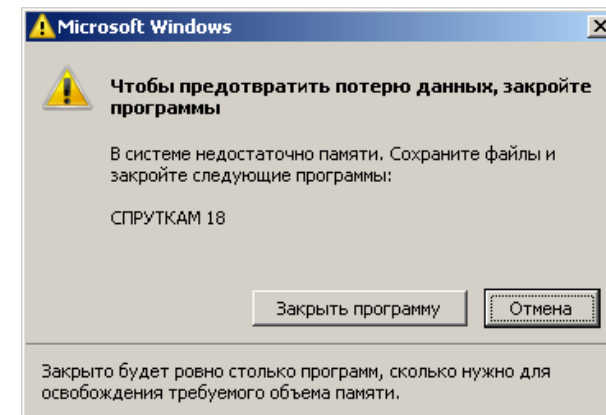 Microsoft Windows
Чтобы предотвратить потерю данных, закройте
программы
В системе недостаточно памяти. Сохраните файлы и
закройте следующие программы:
СПРУТКАМ 18
Закрыть программу
Отмена
Закрыто будет ровно столько программ, сколько нужно для
освобождения требуемого объема памяти.